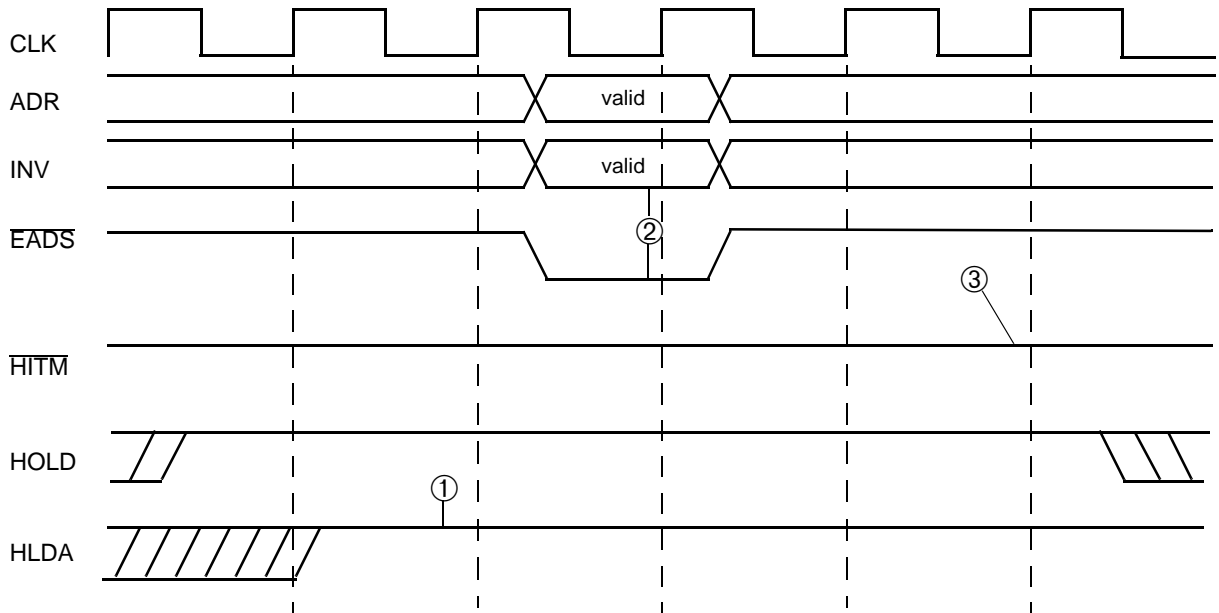 CLK
ADR
valid
INV
valid
EADS
②
③
HITM
HOLD
①
HLDA